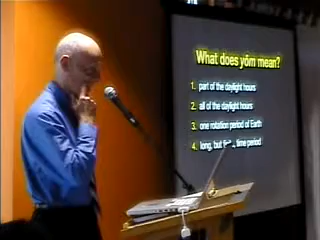 What does yôm mean?
1. part of the daylight hours
2. all of the daylight hours
3. one rotation period of Earth
4. long, but time period